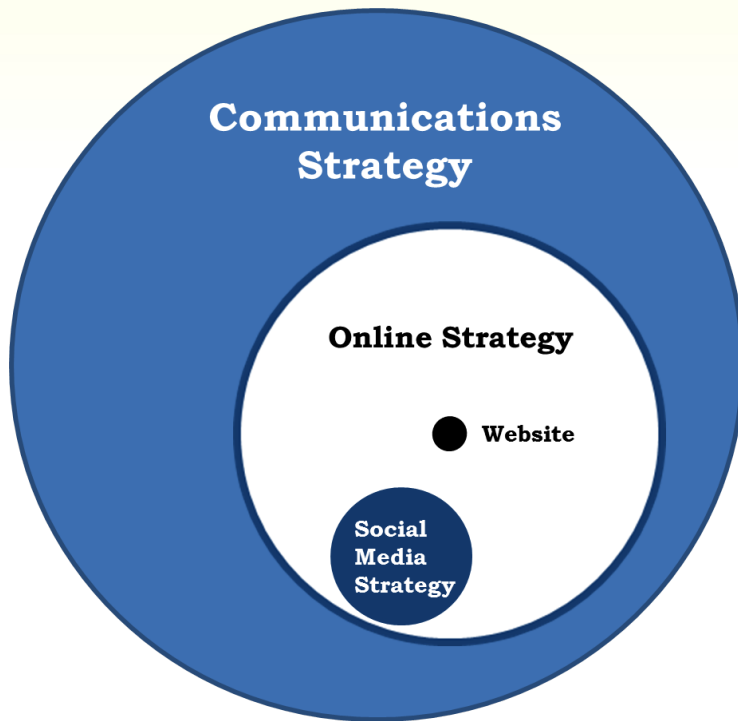 Communications
Strategy
Online Strategy
Website
Social
Media
Strategy